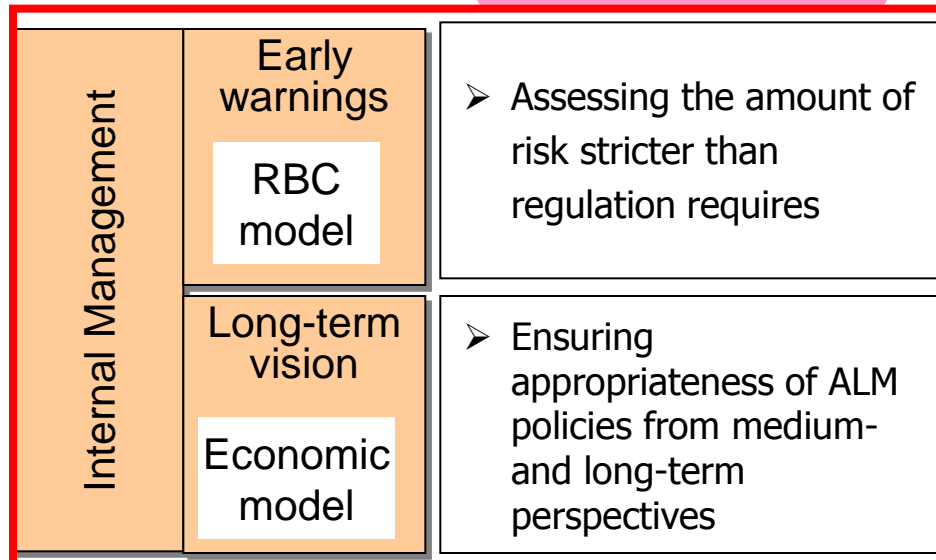 Internal Management
Early
warnings
RBC
model
➢ Assessing the amount of
risk stricter than
regulation requires
Long-term
vision
Economic
model
➢ Ensuring
appropriateness of ALM
policies from medium-
and long-term
perspectives